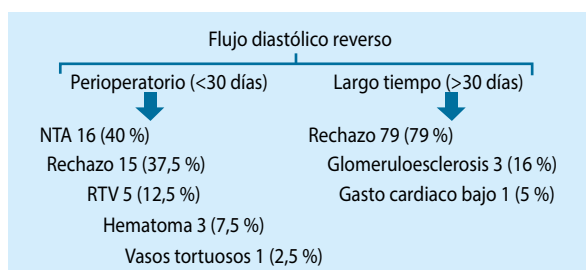 Flujo diastólico reverso
Perioperatorio (<30 días)
Largo tiempo (>30 días)
NTA 16 (40 %)
Rechazo 79 (79 %)
Rechazo 15 (37,5 %)
Glomeruloesclerosis 3 (16 %)
RTV 5 (12,5 %)
Gasto cardiaco bajo 1 (5 %)
Hematoma 3 (7,5 %)
Vasos tortuosos 1 (2,5 %)